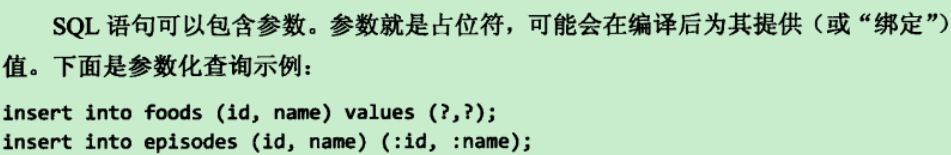 SQL 语句可以包含参数。参数就是占位符，可能会在编译后为其提供（或“绑定”）
值。下面是参数化查询示例：
insert into foods (id, name) values (?,?);
insert into episodes (id, name) (:id, :name);